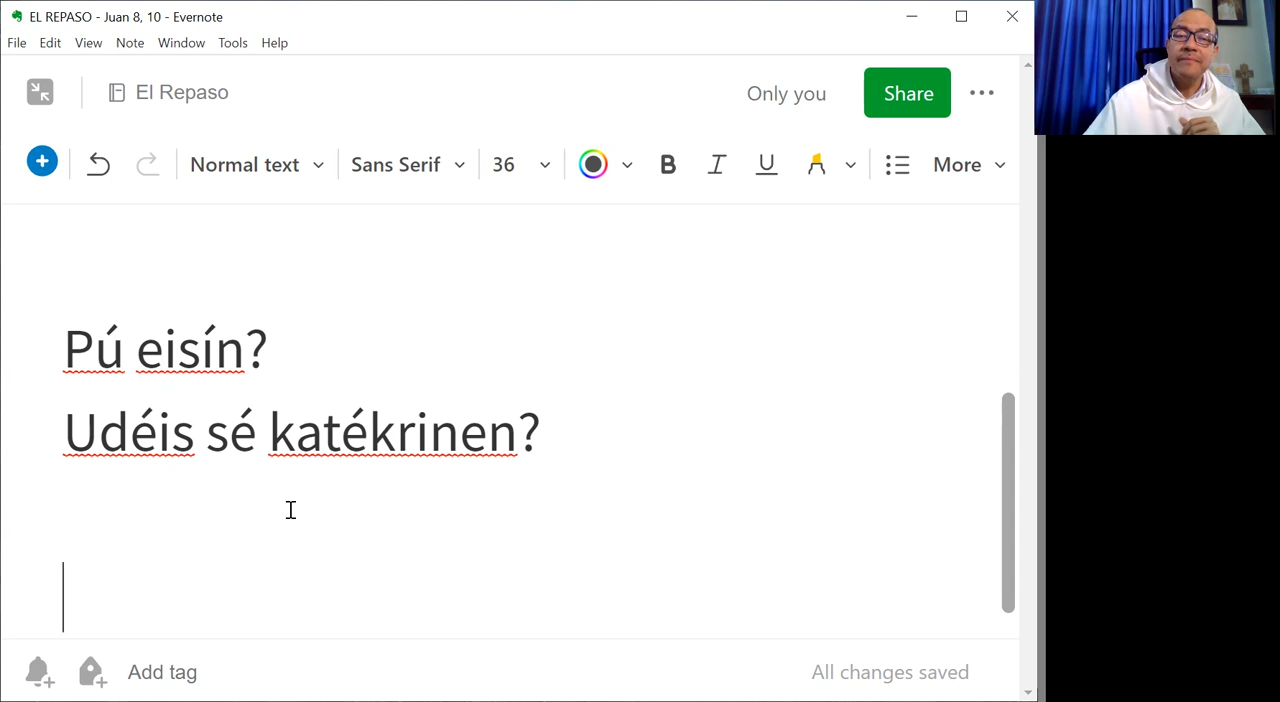 EL REPASO - Juan 8, 10 - Evernote
File Edit View Note Window Tools Help
El Repaso
Only you
Share
Normal text
Sans Serif
36
B I U
More
Pú eisín?
Udéis sé katékrinen?
Add tag
All changes saved